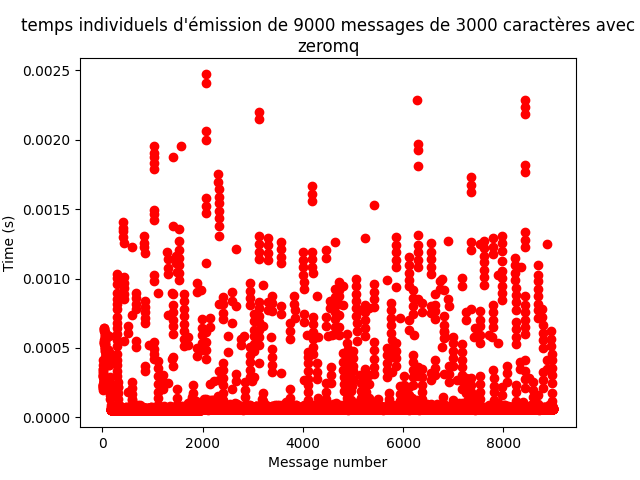 temps individuels d'émission de 9000 messages de 3000 caractères avec
zeromq
0.0025
0.0020
0.0015
0.0010
0.0005
0.0000
Time (s)
0 2000 4000 6000 8000
Message number